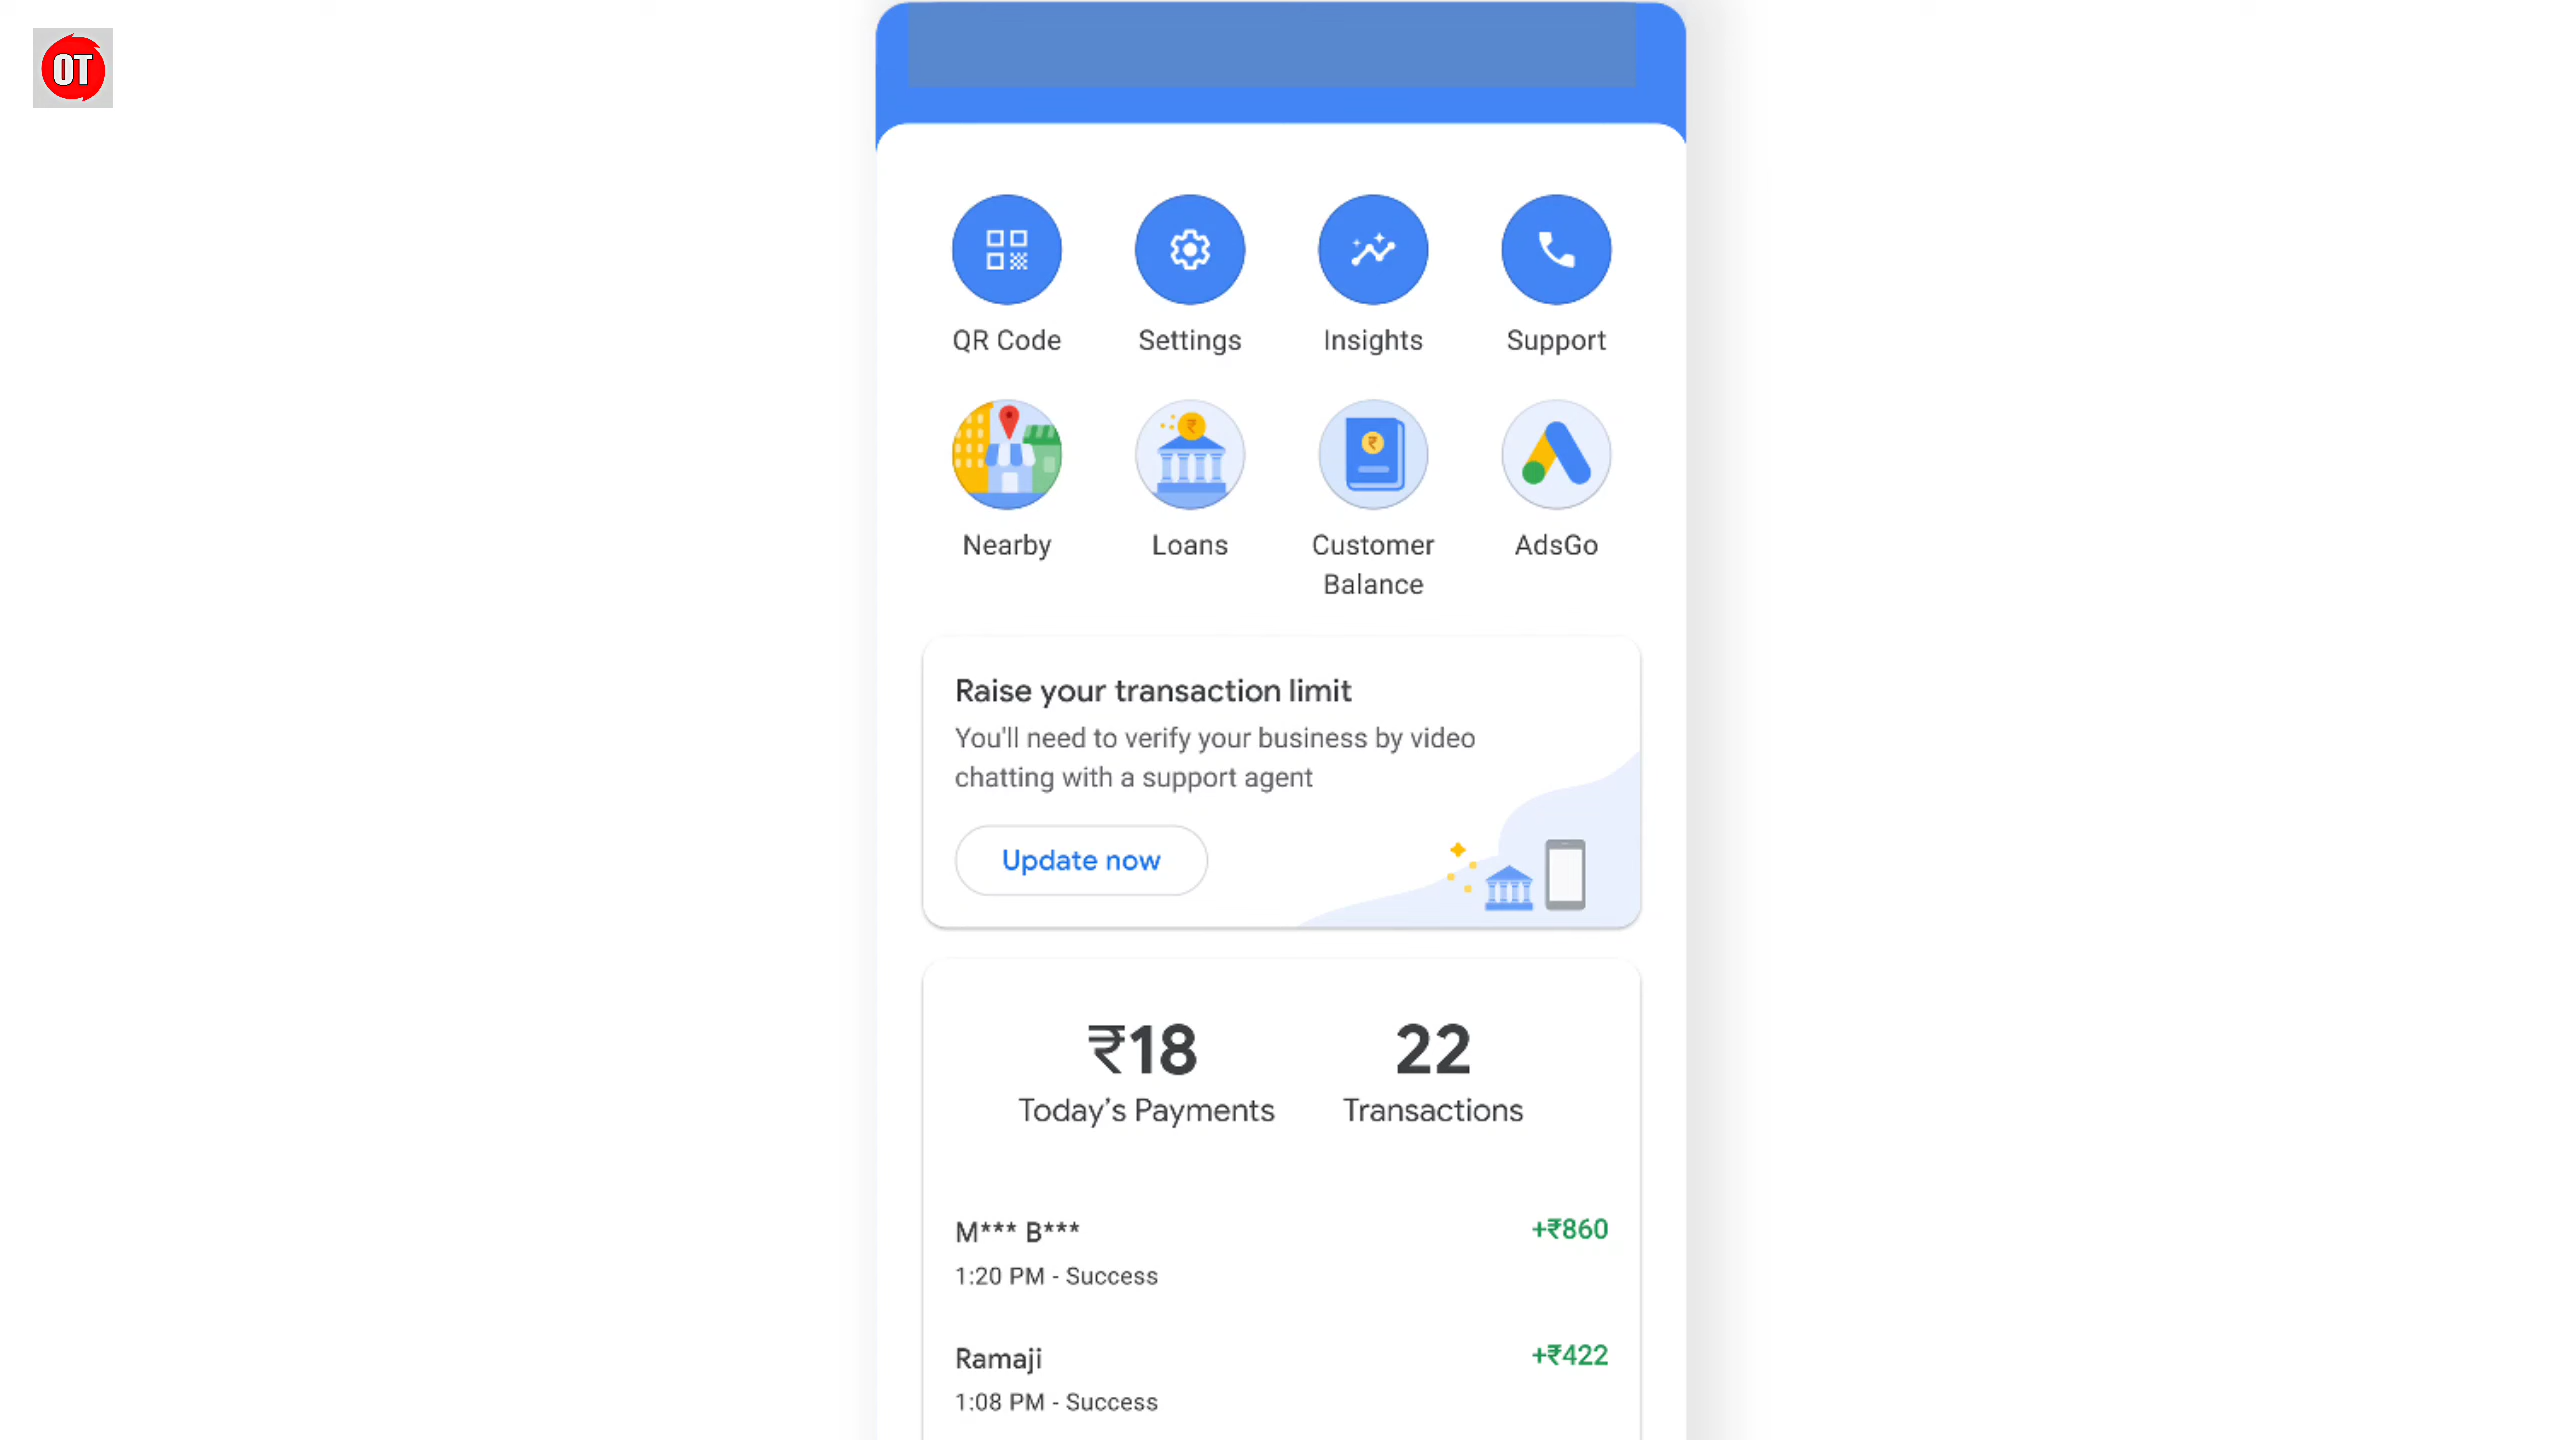 OT
QR Code
Settings
Insights
Support
Nearby
Loans
Customer
Balance
AdsGo
Raise your transaction limit
You'll need to verify your business by video
chatting with a support agent
Update now
₹18
Today’s Payments
22
Transactions
M*** B***
+₹860
1:20 PM - Success
Ramaji
+₹422
1:08 PM - Success